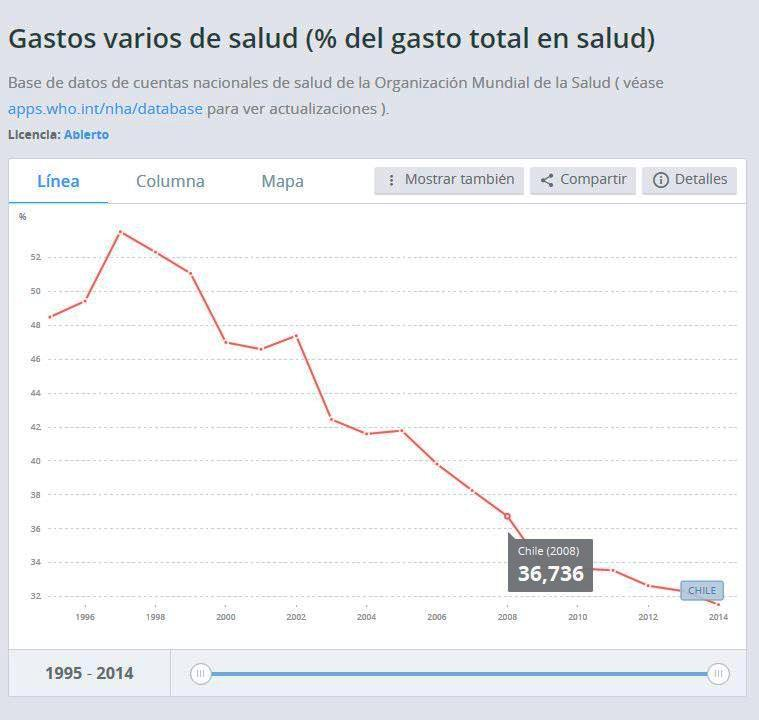 Gastos varios de salud (% del gasto total en salud)
Base de datos de cuentas nacionales de salud de la Organización Mundial de la Salud ( véase
apps.who.int/nha/database para ver actualizaciones ).
Licencia: Abierto
Línea Columna Mapa Mostrar también Compartir Detalles
%
52
50
48
46
44
42
40
38
36
Chile (2008)
34
36,736
CHILE
32
1996 1998 2000 2002 2004 2006 2008 2010 2012 2014
1995 - 2014